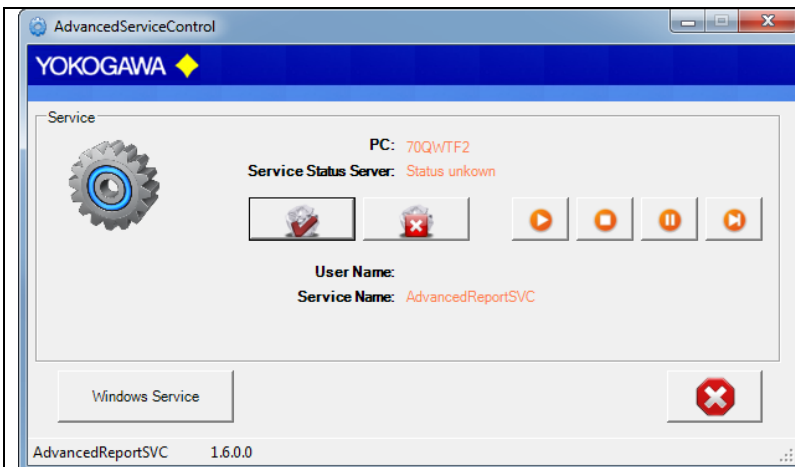 AdvancedServiceControl
YOKOGAWA
Service
PC: 70QWTF2
Service Status Server: Status unkown
User Name:
Service Name: AdvancedReportSVC
Windows Service
AdvancedReportSVC 1.6.0.0